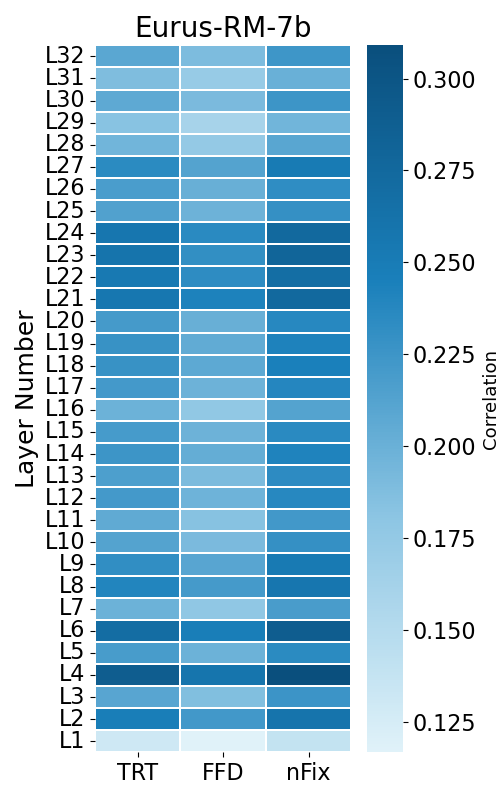 Eurus-RM-7b
Layer Number
L32
L31
L30
L29
L28
L27
L26
L25
L24
L23
L22
L21
L20
L19
L18
L17
L16
L15
L14
L13
L12
L11
L10
L9
L8
L7
L6
L5
L4
L3
L2
L1
TRT FFD nFix
0.300
0.275
0.250
0.225
0.200
0.175
0.150
0.125
Correlation